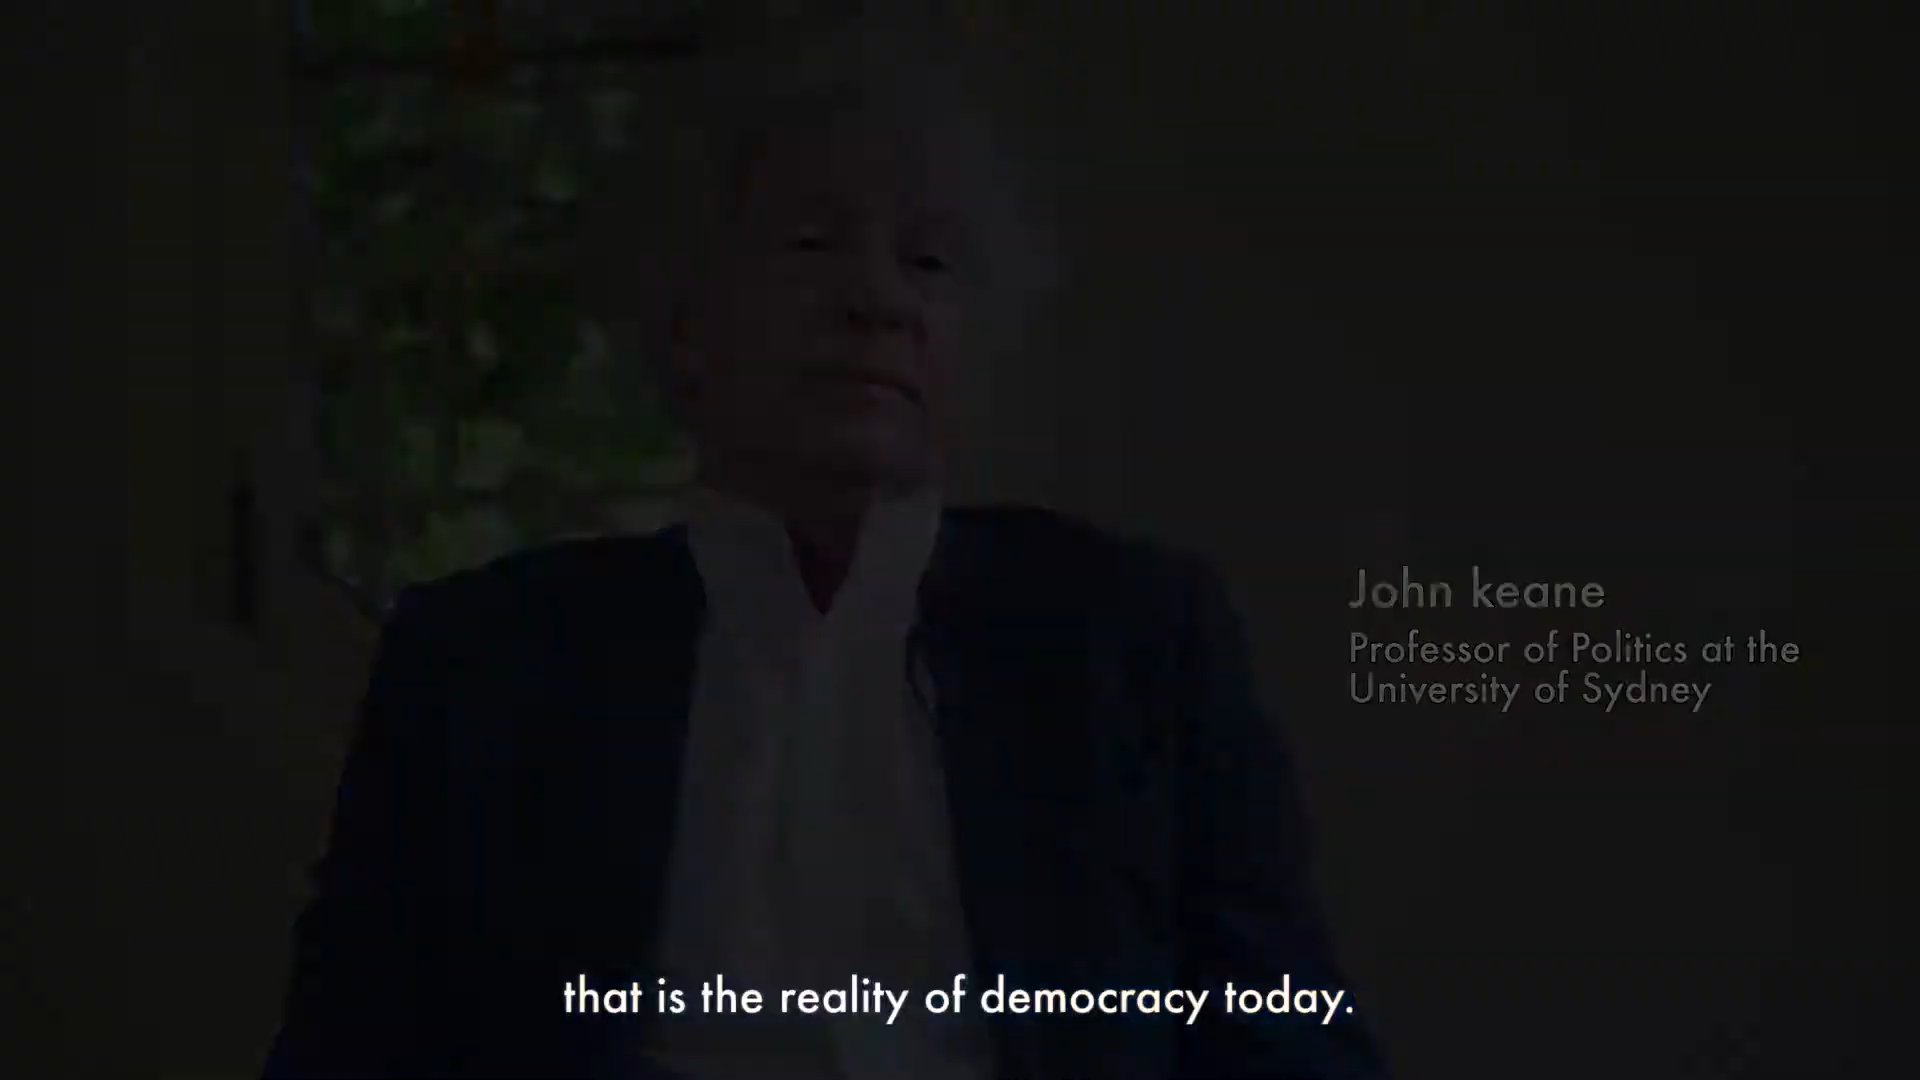 John keane
Professor of Politics at the
University of Sydney
that is the reality of democracy today.